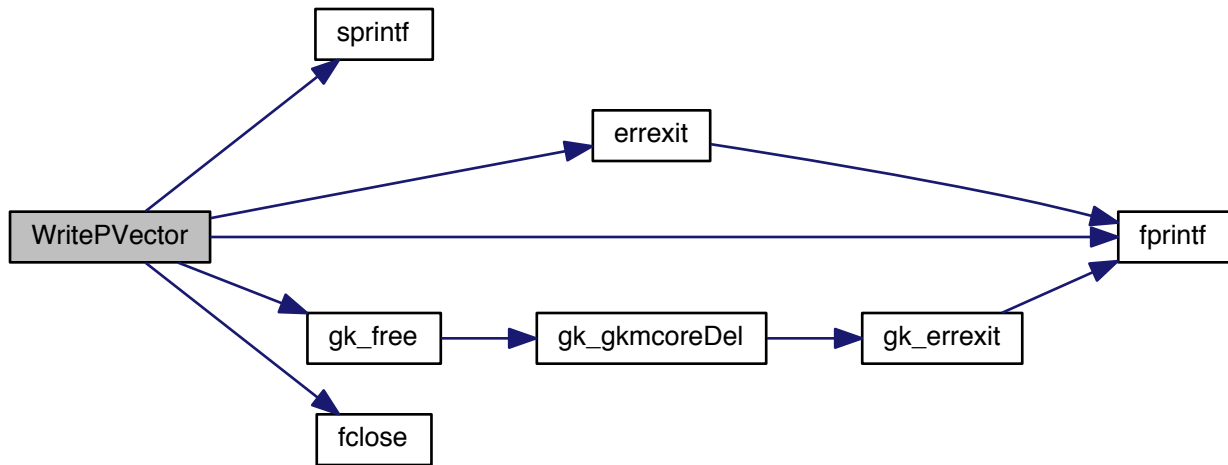 sprintf
errexit
WritePVector
fprintf
gk_free
gk_gkmcoreDel
gk_errexit
fclose